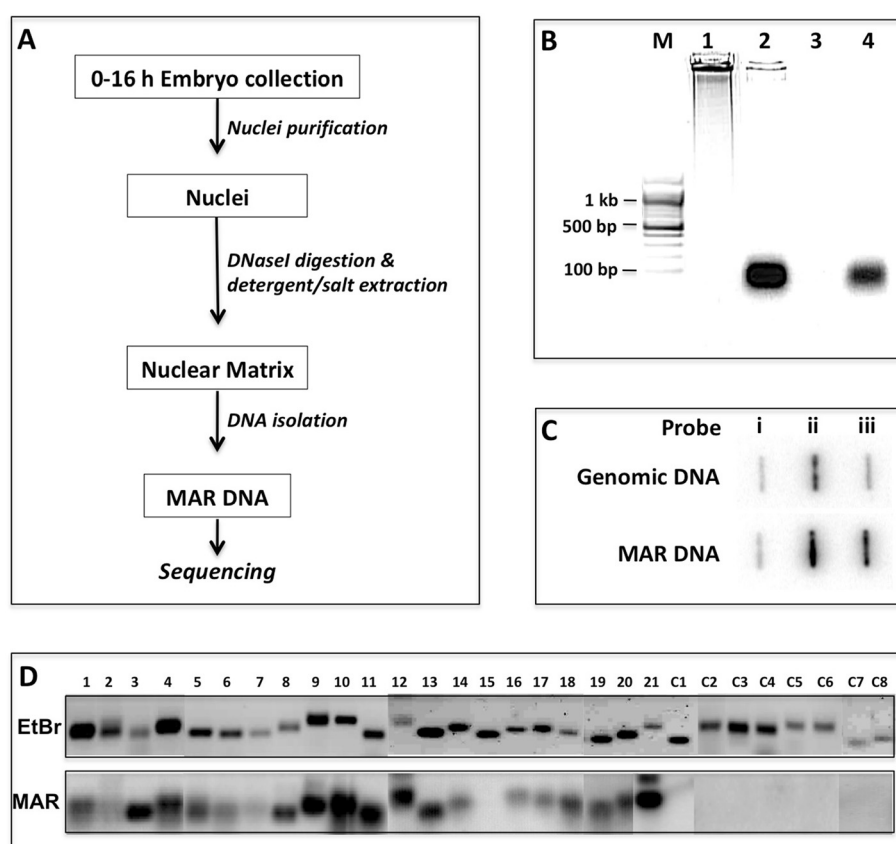 A
0-16 h Embryo collection
Nuclei purification
Nuclei
DNaseI digestion &
detergent/salt extraction
Nuclear Matrix
DNA isolation
MAR DNA
Sequencing
B
M 1 2 3 4
1 kb
500 bp
100 bp
C
Probe i ii iii
Genomic DNA
MAR DNA
D
1 2 3 4 5 6 7 8 9 10 11 12 13 14 15 16 17 18 19 20 21 C1 C2 C3 C4 C5 C6 C7 C8
EtBr
MAR